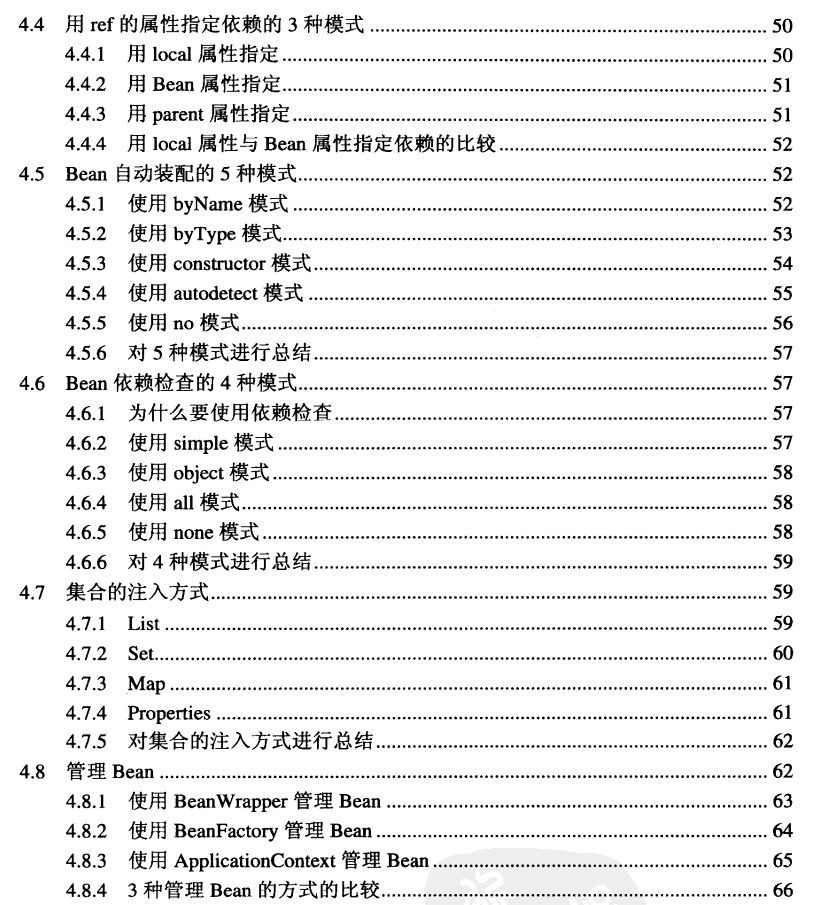 4.4 用 ref 的属性指定依赖的 3 种模式 50
4.4.1 用 local 属性指定 50
4.4.2 用 Bean 属性指定 51
4.4.3 用 parent 属性指定 51
4.4.4 用 local 属性与 Bean 属性指定依赖的比较 52
4.5 Bean 自动装配的 5 种模式 52
4.5.1 使用 byName 模式 52
4.5.2 使用 byType 模式 53
4.5.3 使用 constructor 模式 54
4.5.4 使用 autodetect 模式 55
4.5.5 使用 no 模式 56
4.5.6 对 5 种模式进行总结 57
4.6 Bean 依赖检查的 4 种模式 57
4.6.1 为什么要使用依赖检查 57
4.6.2 使用 simple 模式 57
4.6.3 使用 object 模式 58
4.6.4 使用 all 模式 58
4.6.5 使用 none 模式 58
4.6.6 对 4 种模式进行总结 59
4.7 集合的注入方式 59
4.7.1 List 59
4.7.2 Set 60
4.7.3 Map 61
4.7.4 Properties 61
4.7.5 对集合的注入方式进行总结 62
4.8 管理 Bean 62
4.8.1 使用 BeanWrapper 管理 Bean 63
4.8.2 使用 BeanFactory 管理 Bean 64
4.8.3 使用 ApplicationContext 管理 Bean 65
4.8.4 3 种管理 Bean 的方式的比较 66